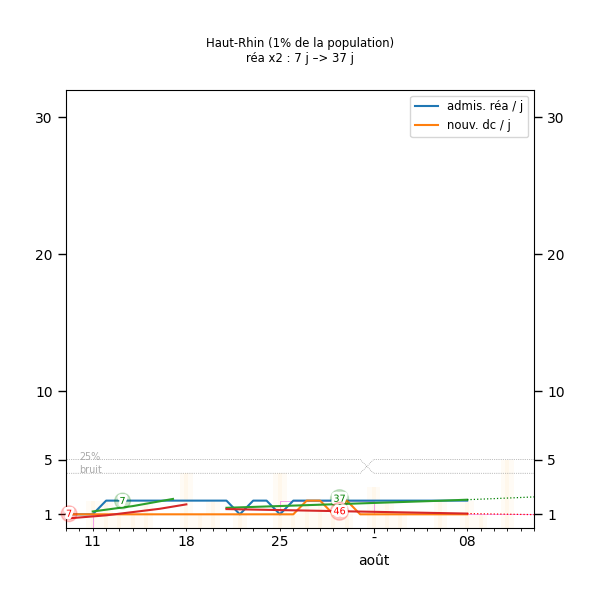 Haut-Rhin (1% de la population)
réa x2 : 7 j –> 37 j
admis. réa / j
nouv. dc / j
30 30
20 20
10 10
5 5
25%
bruit
7 7 37 46
1 1
11 18 25 - 08
août